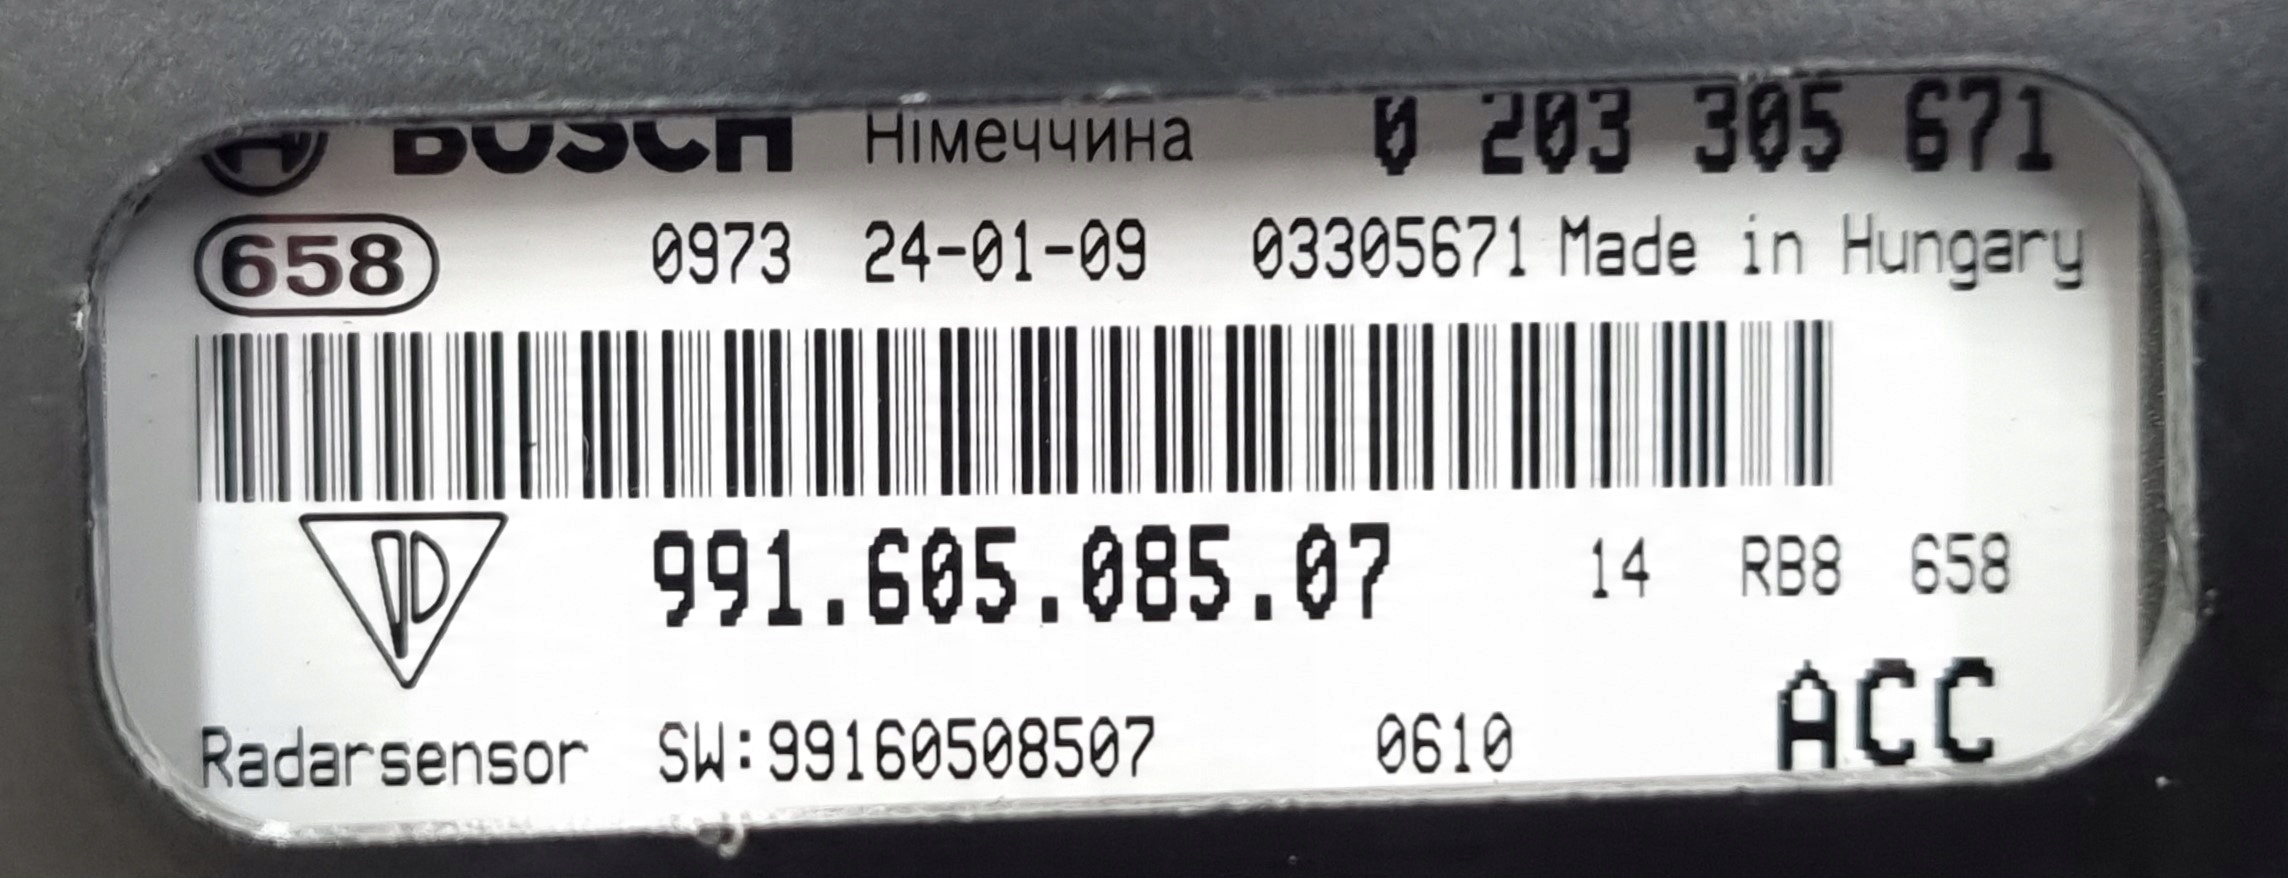 BOSCH Німеччина 0 203 305 671
658 0973 24-01-09 03305671 Made in Hungary
991.605.085.07 14 RB8 658
ACC
Radarsensor SW:99160508507 0610